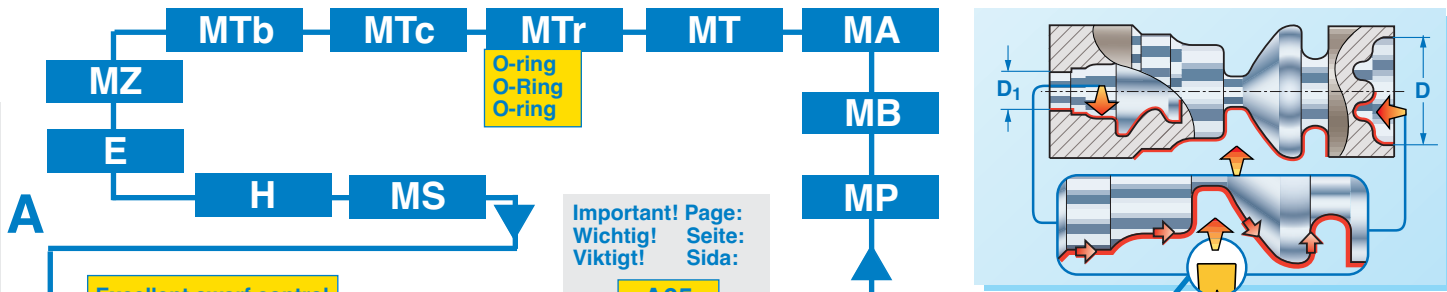 MTb MTc MTr MT MA
O-ring
O-Ring
O-ring
MZ
MB
E
H MS
MP
A
Important! Page:
Wichtig! Seite:
Viktigt! Sida:
D1
D